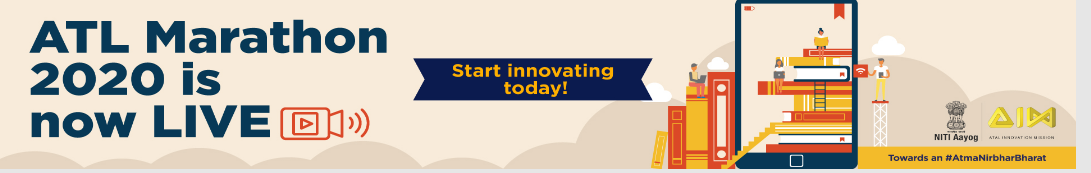 ATL Marathon
2020 is
now LIVE
Start innovating
today!
NITI Aayog
AIM
ATAL INNOVATION MISSION
Towards an #AtmaNirbharBharat